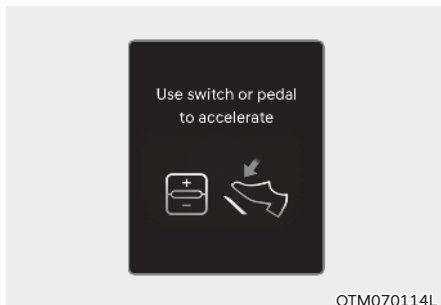 Use switch or pedal
to accelerate
+
−
OTM070114L